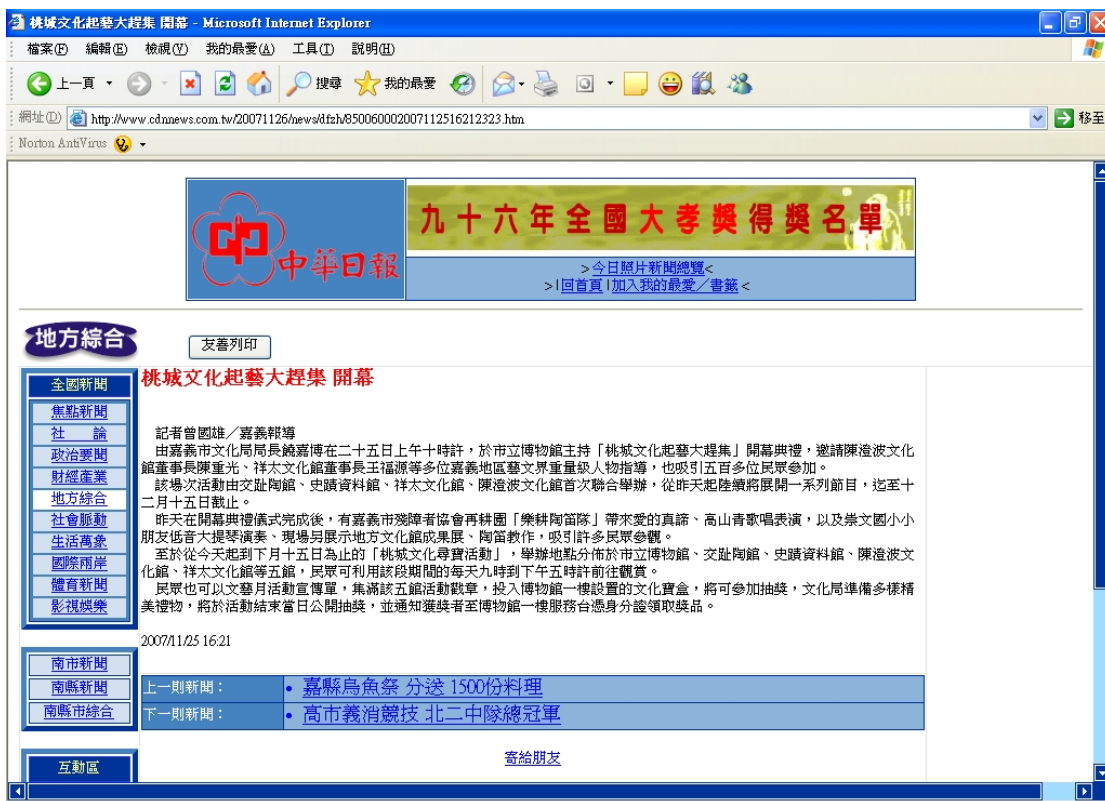 桃城文化起藝大趕集 開幕 - Microsoft Internet Explorer
檔案(F) 編輯(E) 檢視(V) 我的最愛(A) 工具(T) 說明(H)
上一頁 搜尋 我的最愛
網址(D) http://www.cdnnews.com.tw/20071126/news/dfzh/850060002007112516212323.htm 移至
Norton AntiVirus
中華日報
九十六年全國大孝獎得獎名單
>今日照片新聞總覽<
>|回首頁|加入我的最愛／書籤<
地方綜合
友善列印
全國新聞
焦點新聞
社 論
政治要聞
財經產業
地方綜合
社會脈動
生活萬象
國際兩岸
體育新聞
影視娛樂
南市新聞
南縣新聞
南縣市綜合
互動區
桃城文化起藝大趕集 開幕
記者曾國雄／嘉義報導
由嘉義市文化局局長饒嘉博在二十五日上午十時許，於市立博物館主持「桃城文化起藝大趕集」開幕典禮，邀請陳澄波文化
館董事長陳重光、祥太文化館董事長王福源等多位嘉義地區藝文界重量級人物指導，也吸引五百多位民眾參加。
該場次活動由交趾陶館、史蹟資料館、祥太文化館、陳澄波文化館首次聯合舉辦，從昨天起陸續將展開一系列節目，迄至十
二月十五日截止。
昨天在開幕典禮儀式完成後，有嘉義市殘障者協會再耕團「樂耕陶笛隊」帶來愛的真諦、高山青歌唱表演，以及崇文國小小
朋友低音大提琴演奏、現場另展示地方文化館成果展、陶笛教作，吸引許多民眾參觀。
至於從今天起到下月十五日為止的「桃城文化尋寶活動」，舉辦地點分佈於市立博物館、交趾陶館、史蹟資料館、陳澄波文
化館、祥太文化館等五館，民眾可利用該段期間的每天九時到下午五時許前往觀賞。
民眾也可以文藝月活動宣傳單，集滿該五館活動戳章，投入博物館一樓設置的文化寶盒，將可參加抽獎，文化局準備多樣精
美禮物，將於活動結束當日公開抽獎，並通知獲獎者至博物館一樓服務台憑身分證領取獎品。
2007/11/25 16:21
上一則新聞： • 嘉縣烏魚祭 分送 1500份料理
下一則新聞： • 高市義消競技 北二中隊總冠軍
寄給朋友